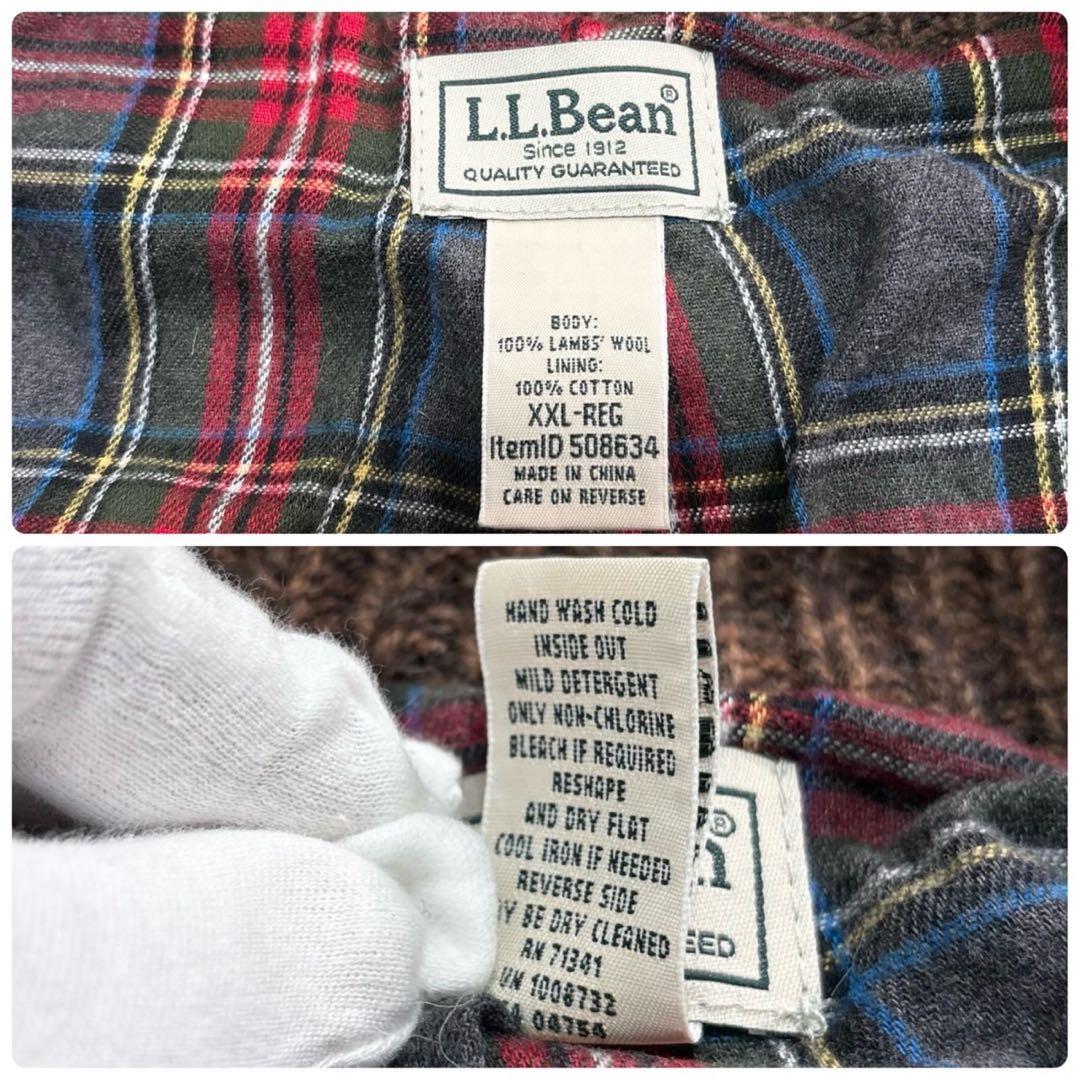 L.L.Bean®
Since 1912
QUALITY GUARANTEED
BODY:
100% LAMBS' WOOL
LINING:
100% COTTON
XXL-REG
ItemID 508634
MADE IN CHINA
CARE ON REVERSE
HAND WASH COLD
INSIDE OUT
MILD DETERGENT
ONLY NON-CHLORINE
BLEACH IF REQUIRED
RESHAPE
AND DRY FLAT
COOL IRON IF NEEDED
REVERSE SIDE
BE DRY CLEANED
RN 71341
1008732
04754